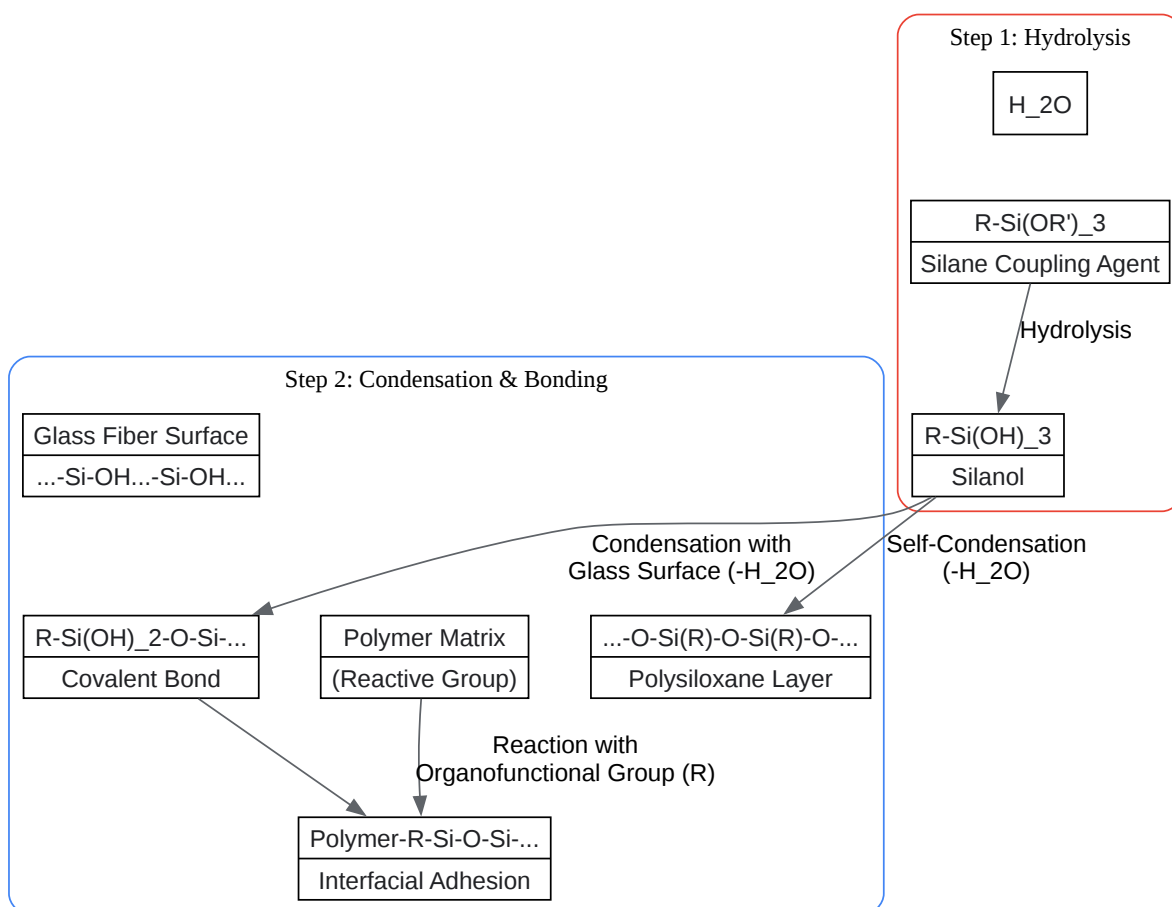 Step 1: Hydrolysis
H_2O
R-Si(OR')_3
Silane Coupling Agent
Hydrolysis
R-Si(OH)_3
Silanol
Step 2: Condensation & Bonding
Glass Fiber Surface
...-Si-OH...-Si-OH...
Condensation with
Glass Surface (-H_2O)
Self-Condensation
(-H_2O)
R-Si(OH)_2-O-Si-...
Covalent Bond
Polymer Matrix
(Reactive Group)
...-O-Si(R)-O-Si(R)-O-...
Polysiloxane Layer
Reaction with
Organofunctional Group (R)
Polymer-R-Si-O-Si-...
Interfacial Adhesion